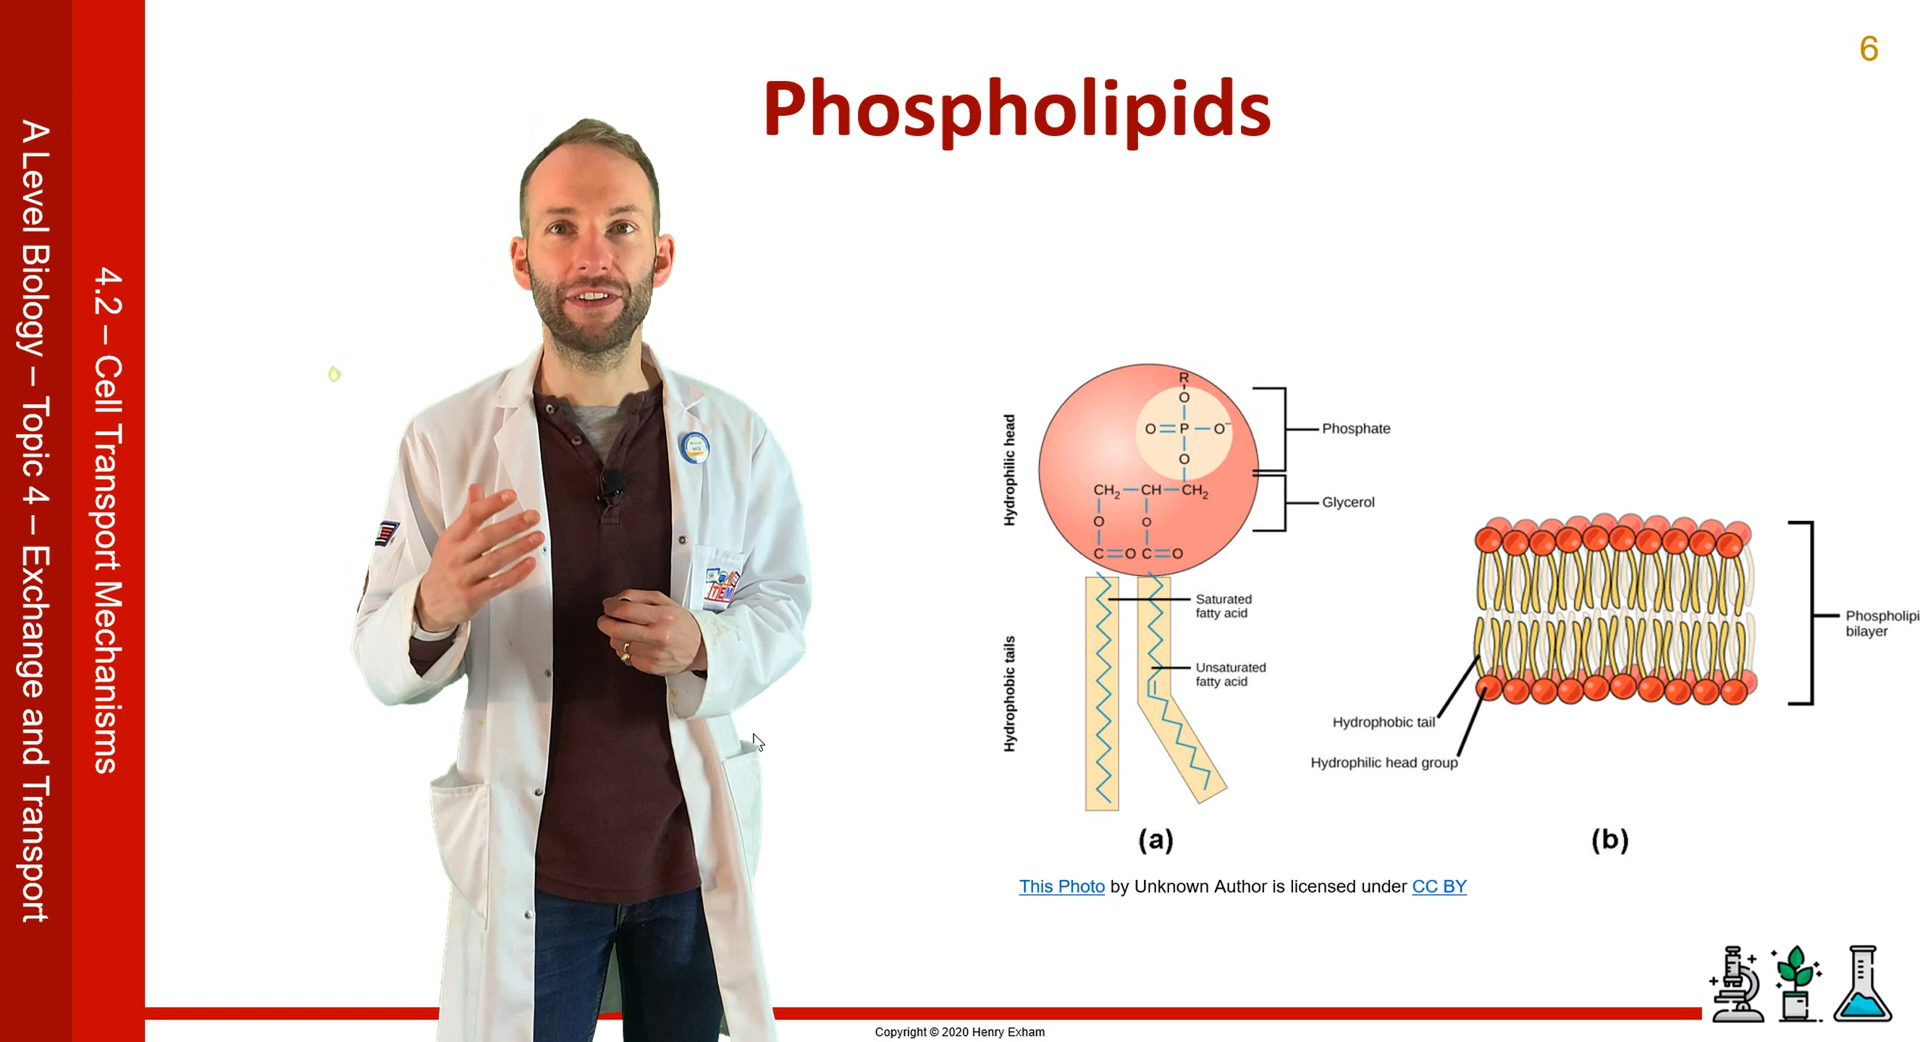 A Level Biology – Topic 4 – Exchange and Transport
4.2 – Cell Transport Mechanisms
6
Phospholipids
Hydrophilic head
Hydrophobic tails
R
O
O=P—O⁻
O
CH₂—CH—CH₂
O O
C=O C=O
Phosphate
Glycerol
Saturated
fatty acid
Unsaturated
fatty acid
(a)
Phospholipi
bilayer
Hydrophobic tail
Hydrophilic head group
(b)
This Photo by Unknown Author is licensed under CC BY
STEM
Copyright © 2020 Henry Exham